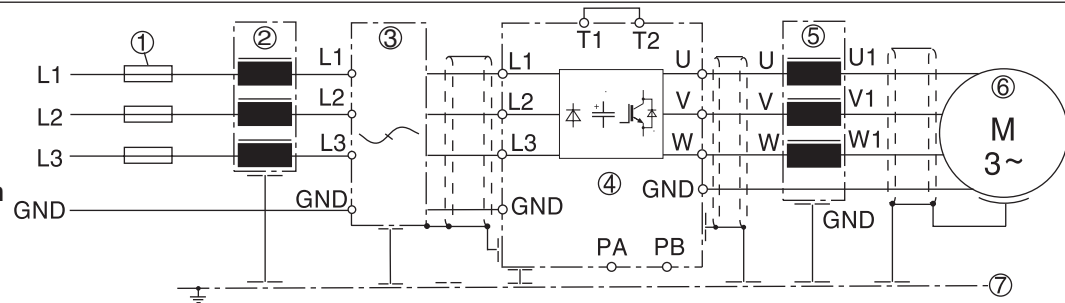 T1 T2
① ② ③ ⑤
L1 L1 L1 U U U1 ⑥
L2 L2 L2 V V V1 M
L3 L3 L3 W W W1 3~
④
GND GND GND GND GND
PA PB
⑦